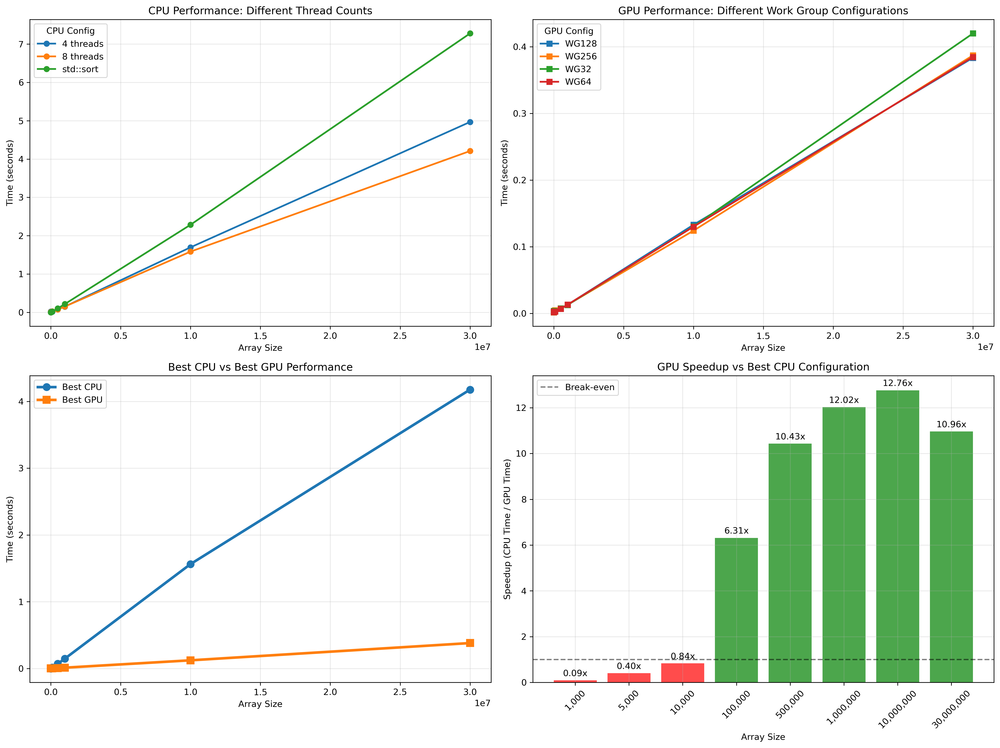 CPU Performance: Different Thread Counts
CPU Config
4 threads
8 threads
std::sort
7
6
5
4
3
2
1
0
Time (seconds)
0.0 0.5 1.0 1.5 2.0 2.5 3.0
1e7
Array Size
GPU Performance: Different Work Group Configurations
GPU Config
WG128
WG256
WG32
WG64
0.4
0.3
0.2
0.1
0.0
Time (seconds)
0.0 0.5 1.0 1.5 2.0 2.5 3.0
1e7
Array Size
Best CPU vs Best GPU Performance
Best CPU
Best GPU
4
3
2
1
0
Time (seconds)
0.0 0.5 1.0 1.5 2.0 2.5 3.0
1e7
Array Size
GPU Speedup vs Best CPU Configuration
Break-even
12
10
8
6
4
2
0
Speedup (CPU Time / GPU Time)
0.09x
0.40x
0.84x
6.31x
10.43x
12.02x
12.76x
10.96x
1,000
5,000
10,000
100,000
500,000
1,000,000
10,000,000
30,000,000
Array Size